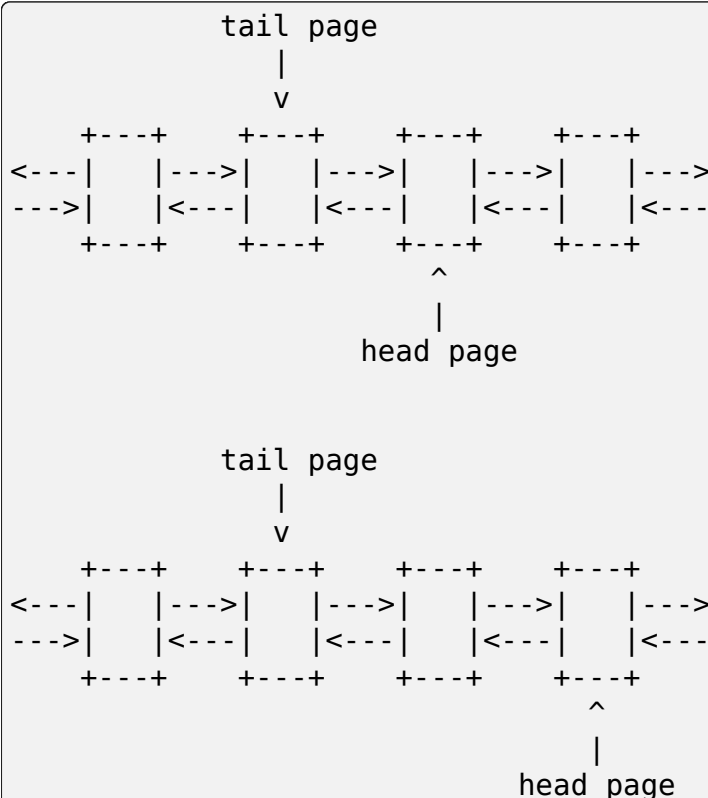 tail page
                |
                v
    +---+     +---+     +---+     +---+
<---|   |---->|   |---->|   |---->|   |---->
--->|   |<----|   |<----|   |<----|   |<---
    +---+     +---+     +---+     +---+
                          ^
                          |
                      head page
            tail page
                |
                v
    +---+     +---+     +---+     +---+
<---|   |---->|   |---->|   |---->|   |---->
--->|   |<----|   |<----|   |<----|   |<---
    +---+     +---+     +---+     +---+
                                    ^
                                    |
                                head page